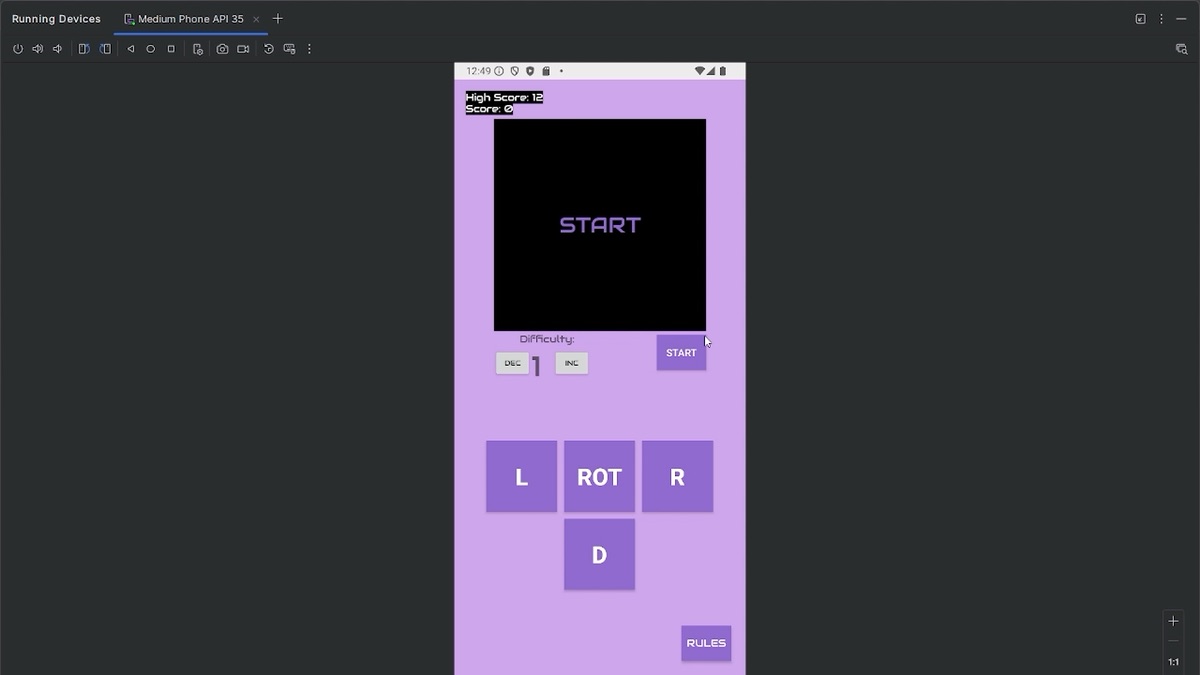 Running Devices
Medium Phone API 35
12:49
High Score: 12
Score: 0
START
Difficulty:
DEC 1 INC
START
L ROT R
D
RULES
1:1